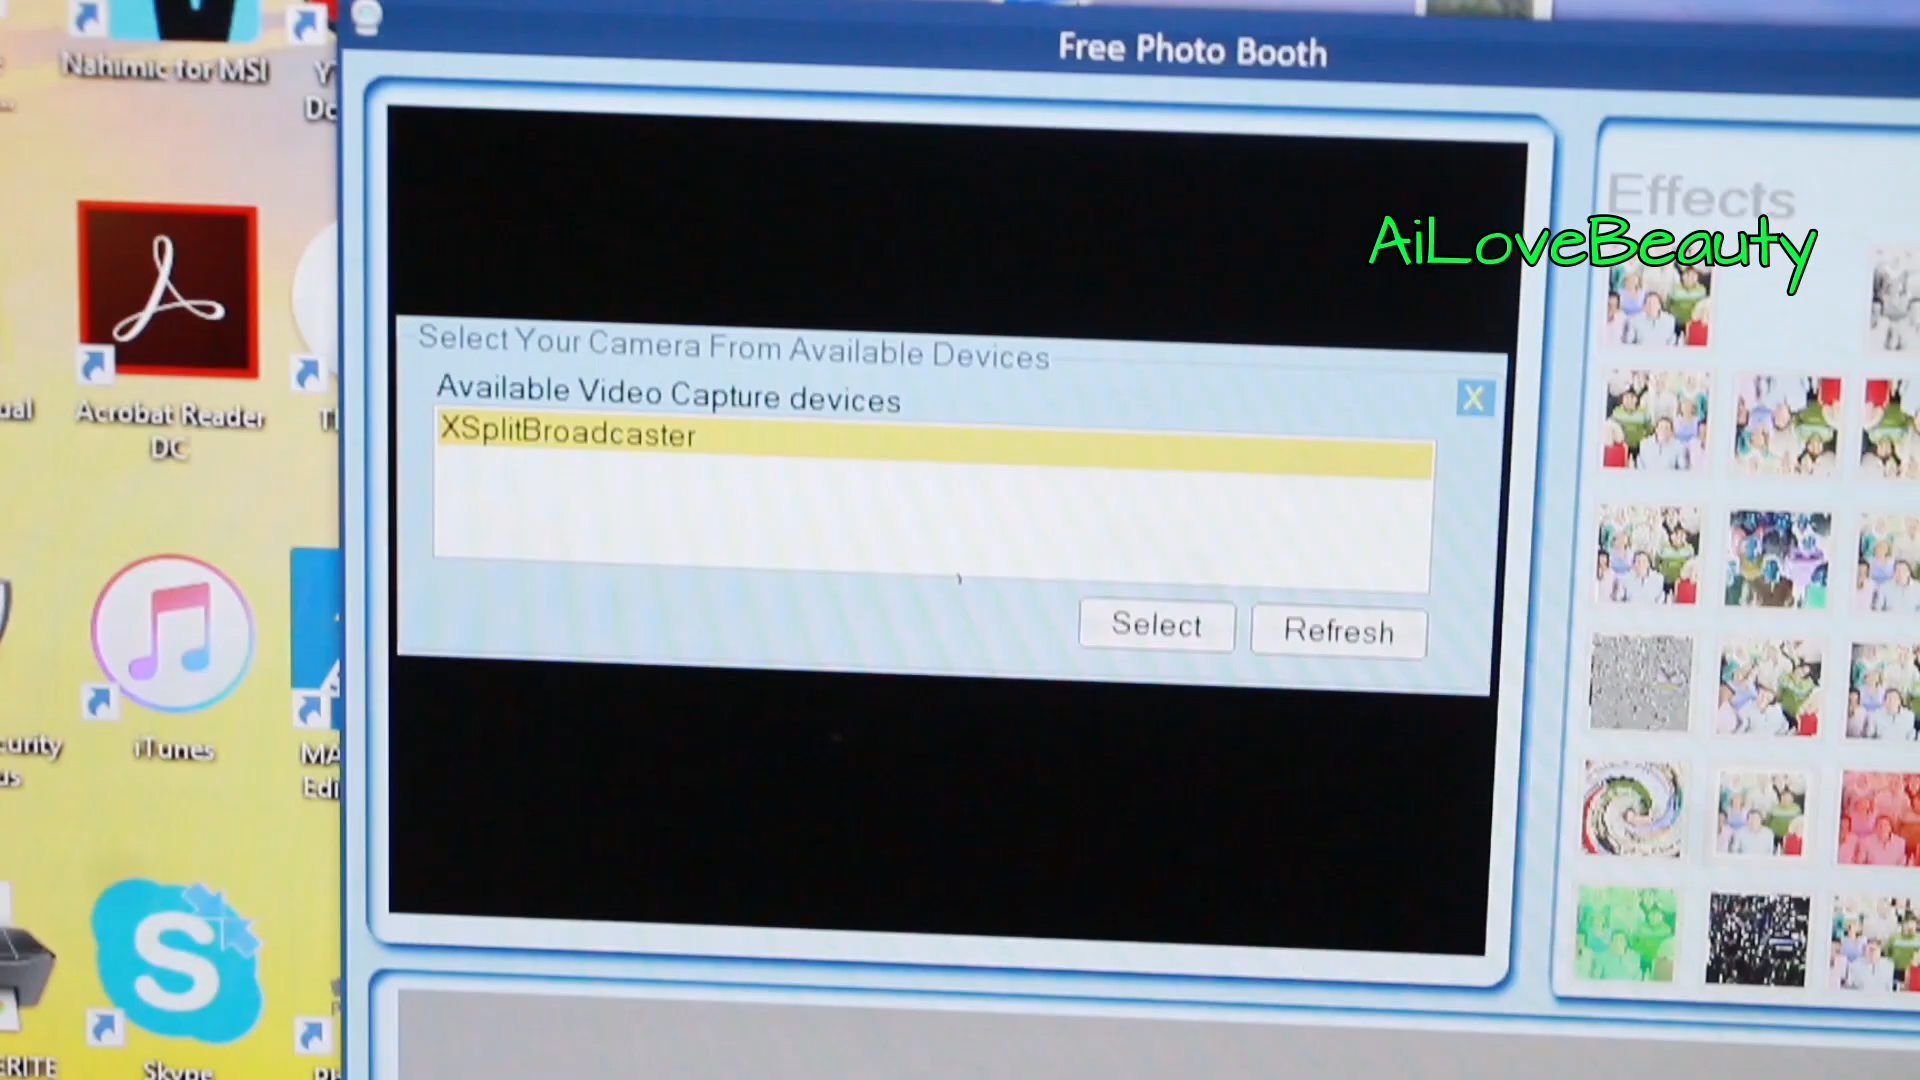 Free Photo Booth
Nahimic for MSI
Effects
AiLoveBeauty
Select Your Camera From Available Devices
Available Video Capture devices
X
XSplitBroadcaster
Select
Refresh
Acrobat Reader
DC
iTunes
S
Skype